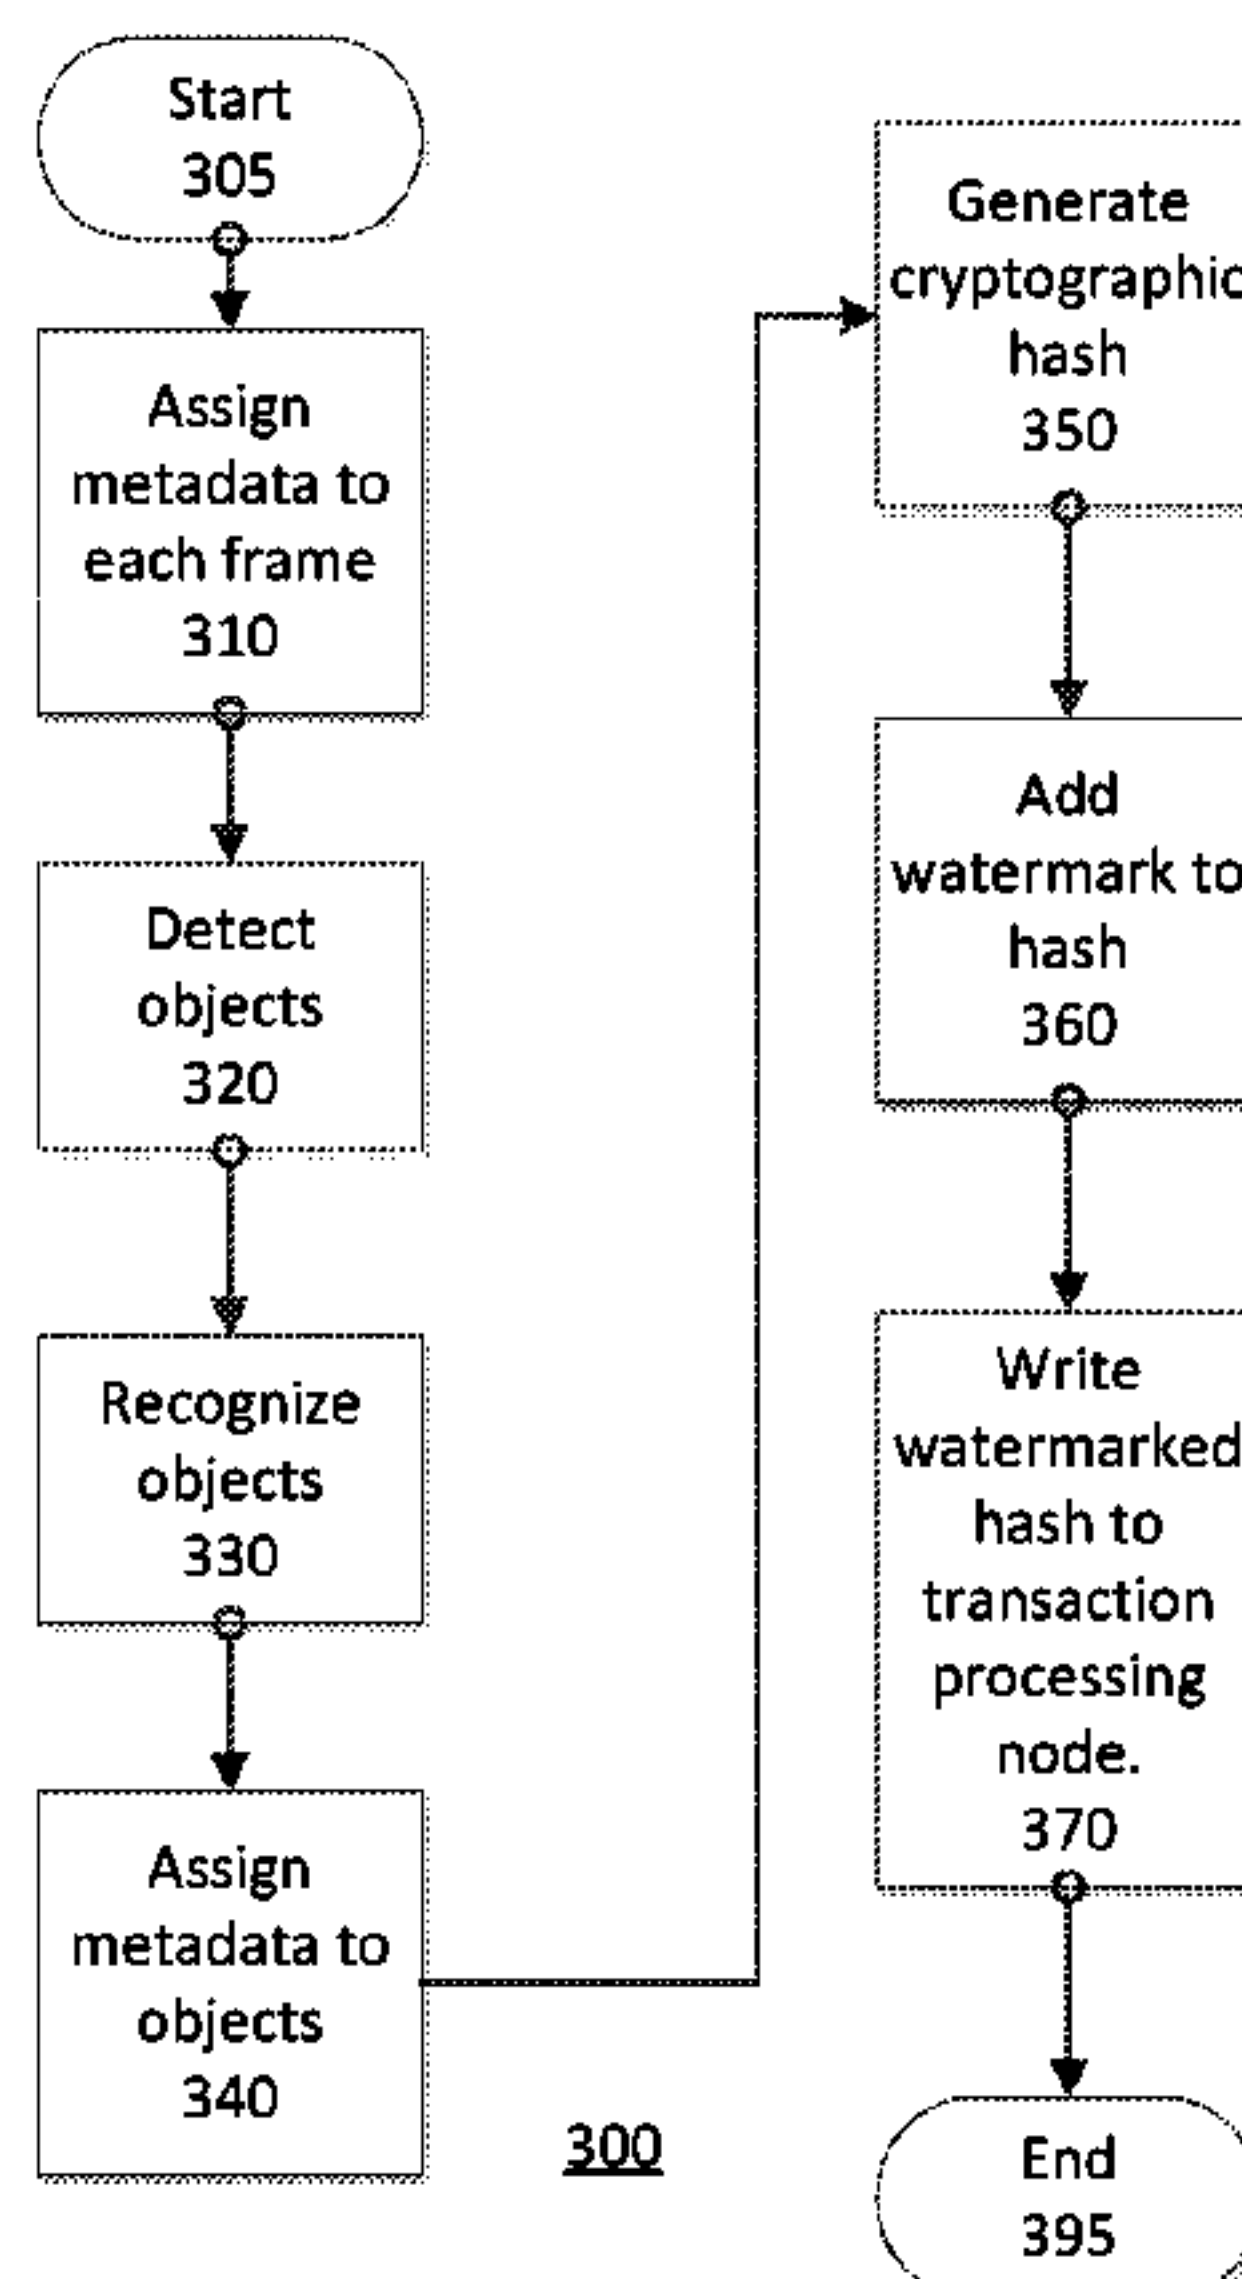 Start
305
Assign
metadata to
each frame
310
Detect
objects
320
Recognize
objects
330
Assign
metadata to
objects
340
300
Generate
cryptographic
hash
350
Add
watermark to
hash
360
Write
watermarked
hash to
transaction
processing
node.
370
End
395